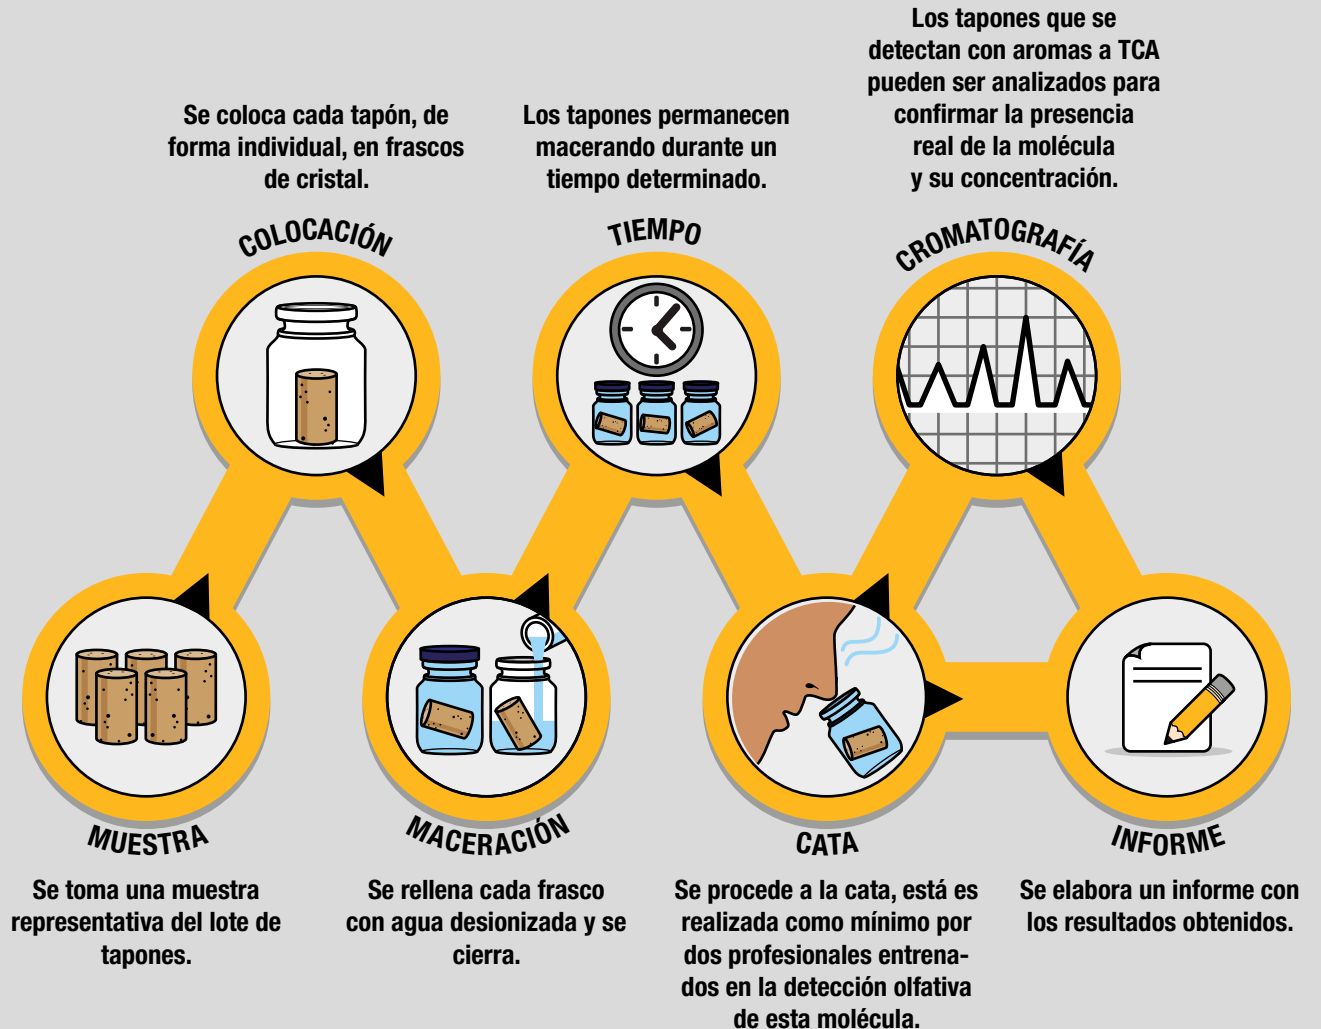 Se coloca cada tapón, de
forma individual, en frascos
de cristal.
COLOCACIÓN
Los tapones permanecen
macerando durante un
tiempo determinado.
TIEMPO
Los tapones que se
detectan con aromas a TCA
pueden ser analizados para
confirmar la presencia
real de la molécula
y su concentración.
CROMATOGRAFÍA
MUESTRA
Se toma una muestra
representativa del lote de
tapones.
MACERACIÓN
Se rellena cada frasco
con agua desionizada y se
cierra.
CATA
Se procede a la cata, está es
realizada como mínimo por
dos profesionales entrena-
dos en la detección olfativa
de esta molécula.
INFORME
Se elabora un informe con
los resultados obtenidos.